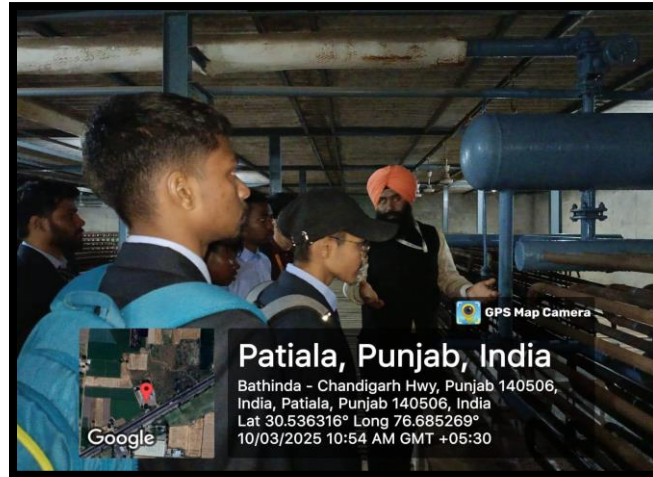 GPS Map Camera
Patiala, Punjab, India
Bathinda - Chandigarh Hwy, Punjab 140506,
India, Patiala, Punjab 140506, India
Lat 30.536316° Long 76.685269°
10/03/2025 10:54 AM GMT +05:30
Google